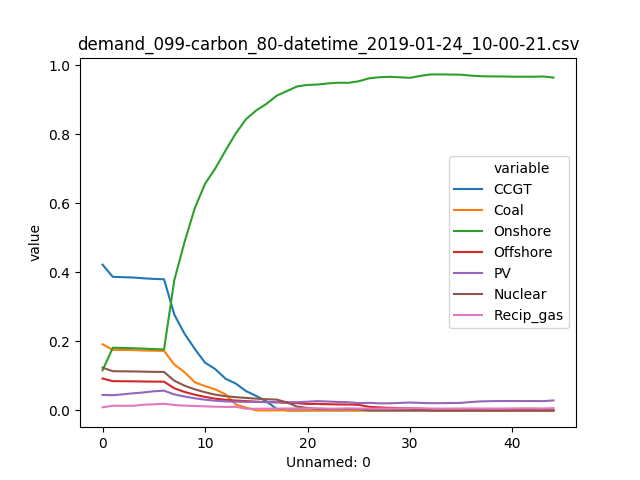 demand_099-carbon_80-datetime_2019-01-24_10-00-21.csv
1.0
0.8
0.6
0.4
0.2
0.0
value
variable
CCGT
Coal
Onshore
Offshore
PV
Nuclear
Recip_gas
0 10 20 30 40
Unnamed: 0